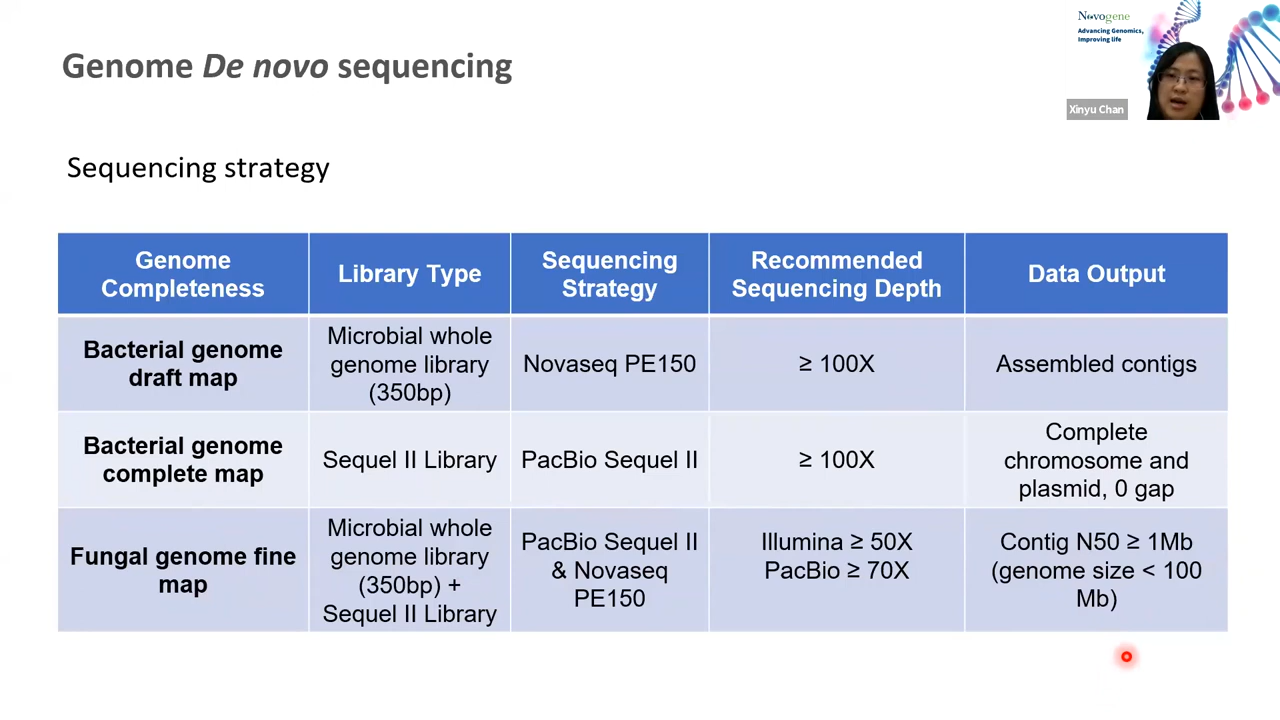 Novogene
Advancing Genomics,
Improving life
Genome De novo sequencing
Xinyu Chan
Sequencing strategy
Genome
Completeness
Library Type
Sequencing
Strategy
Recommended
Sequencing Depth
Data Output
Bacterial genome
draft map
Microbial whole
genome library
(350bp)
Novaseq PE150
≥ 100X
Assembled contigs
Bacterial genome
complete map
Sequel II Library
PacBio Sequel II
≥ 100X
Complete
chromosome and
plasmid, 0 gap
Fungal genome fine
map
Microbial whole
genome library
(350bp) +
Sequel II Library
PacBio Sequel II
& Novaseq
PE150
Illumina ≥ 50X
PacBio ≥ 70X
Contig N50 ≥ 1Mb
(genome size < 100
Mb)